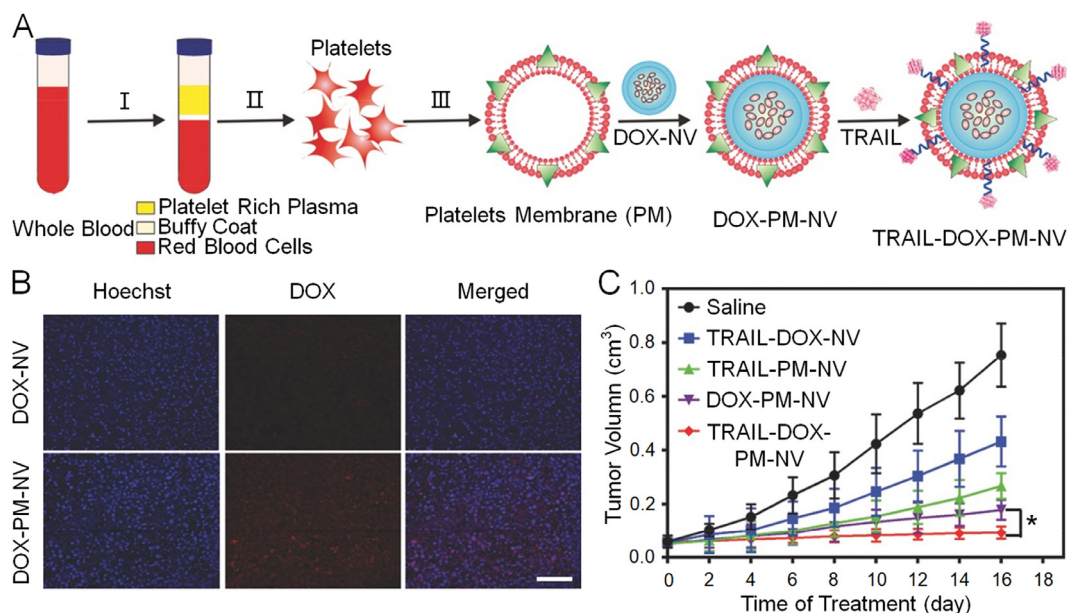 A
I
II
Platelets
III
DOX-NV
TRAIL
Whole Blood
Platelet Rich Plasma
Buffy Coat
Red Blood Cells
Platelets Membrane (PM)
DOX-PM-NV
TRAIL-DOX-PM-NV
B
Hoechst
DOX
Merged
DOX-NV
DOX-PM-NV
C
Tumor Volumn (cm³)
1.0
0.8
0.6
0.4
0.2
0.0
Saline
TRAIL-DOX-NV
TRAIL-PM-NV
DOX-PM-NV
TRAIL-DOX-
PM-NV
*
0 2 4 6 8 10 12 14 16 18
Time of Treatment (day)